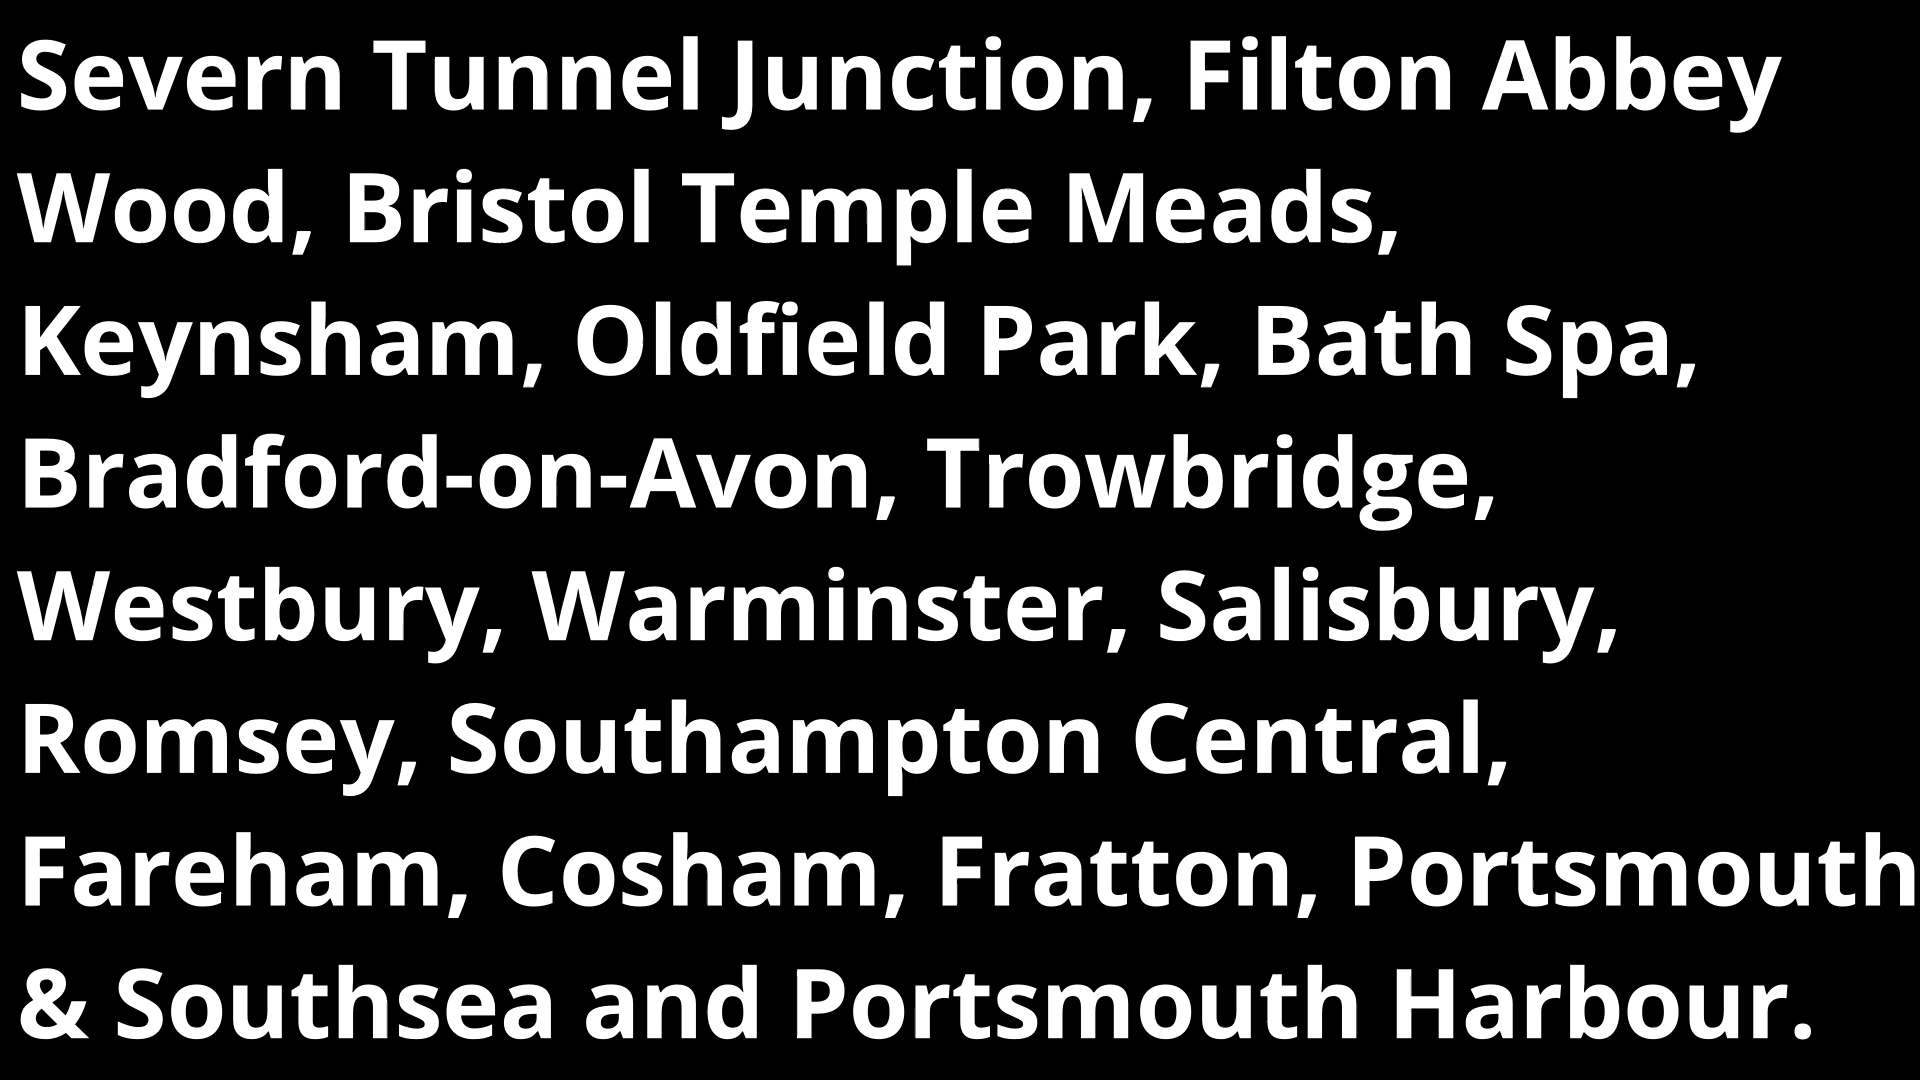 Severn Tunnel Junction, Filton Abbey
Wood, Bristol Temple Meads,
Keynsham, Oldfield Park, Bath Spa,
Bradford-on-Avon, Trowbridge,
Westbury, Warminster, Salisbury,
Romsey, Southampton Central,
Fareham, Cosham, Fratton, Portsmouth
& Southsea and Portsmouth Harbour.